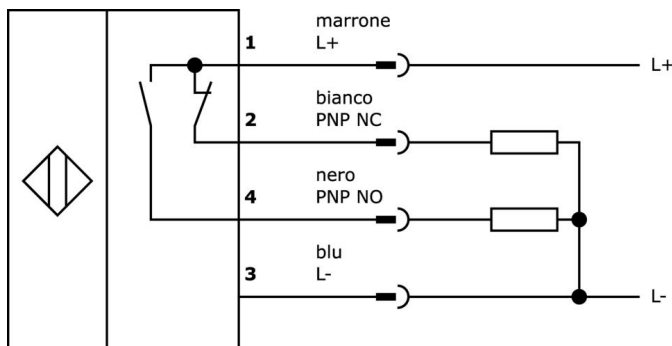 marrone
1 L+
L+
bianco
2 PNP NC
nero
4 PNP NO
blu
3 L-
L-